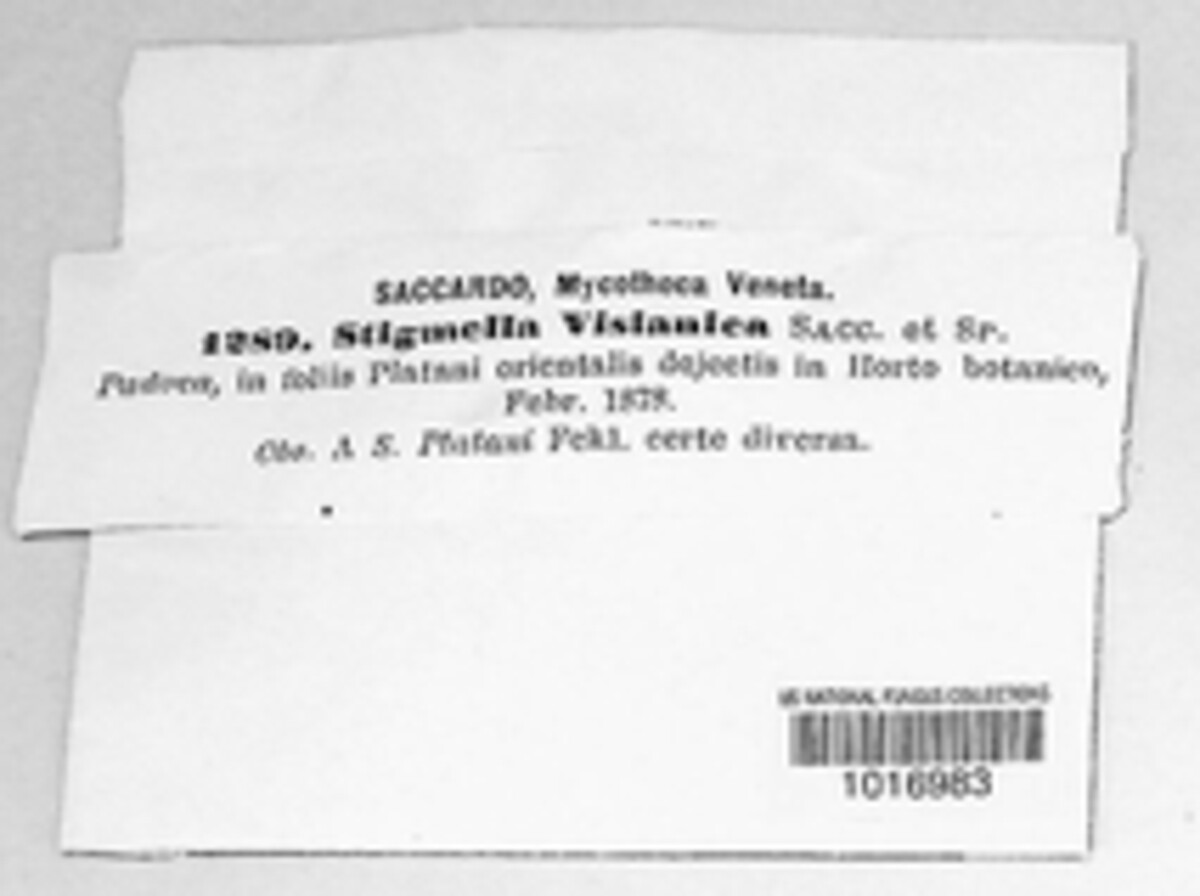 SACCARDO, Mycotheca Veneta.
1289. Stigmella Visianica SACC. et SP.
Padova, in foliis Platani orientalis dejectis in Horto botanico,
Febr. 1878.
Obs. A S. Platani Fckl. certe diversa.
US NATIONAL FUNGUS COLLECTIONS
1016983